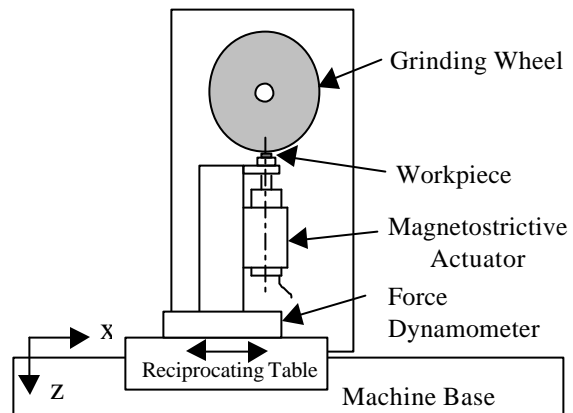 Grinding Wheel
Workpiece
Magnetostrictive
Actuator
Force
Dynamometer
x
Reciprocating Table
z
Machine Base